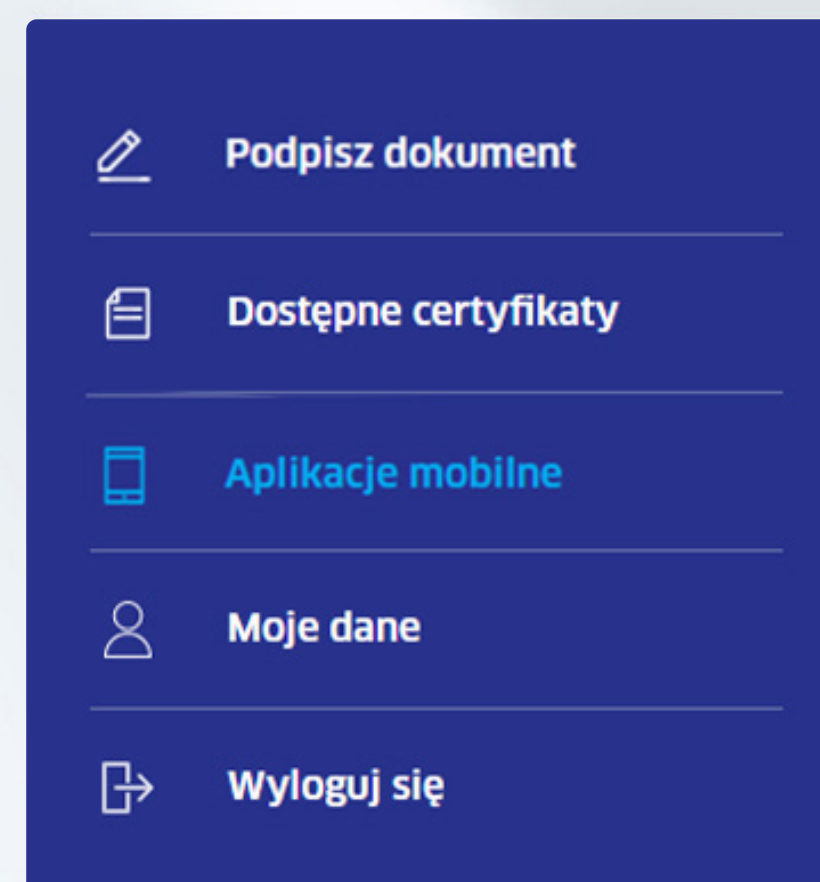 Podpisz dokument
Dostępne certyfikaty
Aplikacje mobilne
Moje dane
Wyloguj się